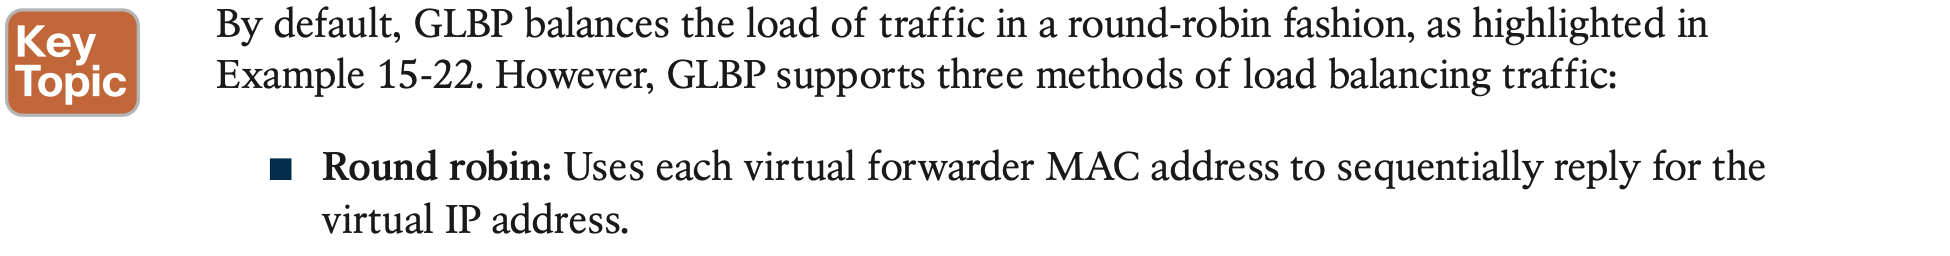 Key
Topic
By default, GLBP balances the load of traffic in a round-robin fashion, as highlighted in
Example 15-22. However, GLBP supports three methods of load balancing traffic:
■ Round robin: Uses each virtual forwarder MAC address to sequentially reply for the
virtual IP address.